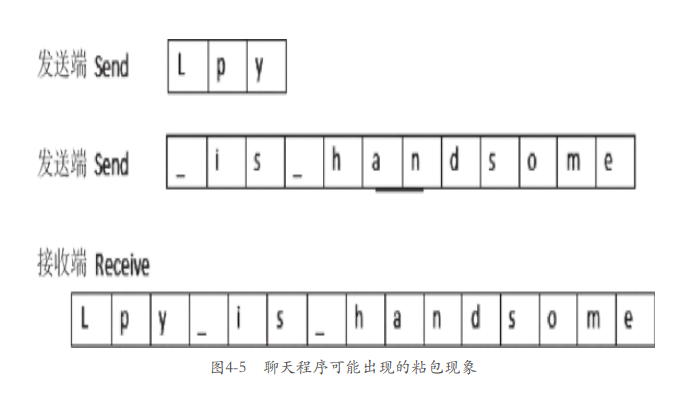 发送端 Send L p y
发送端 Send _ i s _ h a n d s o m e
接收端 Receive
L p y _ i s _ h a n d s o m e
图4-5 聊天程序可能出现的粘包现象